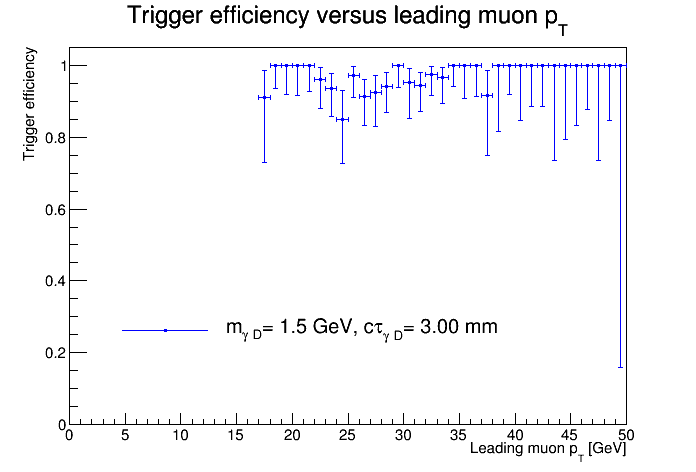 Trigger efficiency versus leading muon p_T
Trigger efficiency
1
0.8
0.6
0.4
0.2
0
m_γ D= 1.5 GeV, cτ_γ D= 3.00 mm
0 5 10 15 20 25 30 35 40 45 50
Leading muon p_T [GeV]